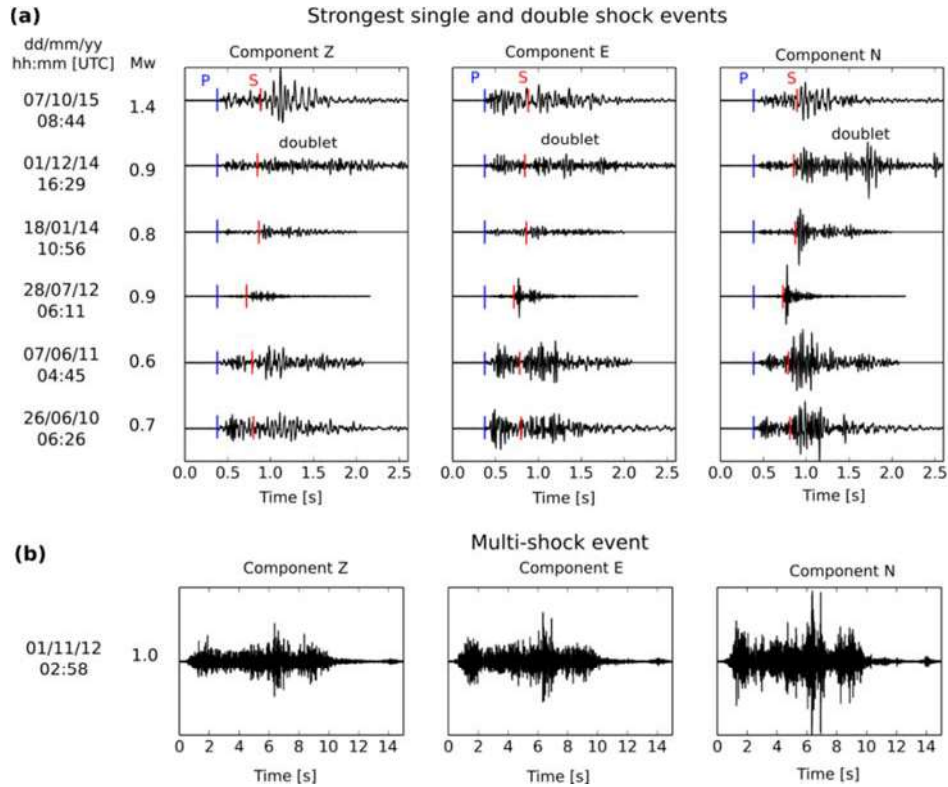 (a) Strongest single and double shock events
dd/mm/yy
hh:mm [UTC] Mw
Component Z Component E Component N
P S P S P S
07/10/15
08:44
1.4
doublet doublet doublet
01/12/14
16:29
0.9
18/01/14
10:56
0.8
28/07/12
06:11
0.9
07/06/11
04:45
0.6
26/06/10
06:26
0.7
0.0 0.5 1.0 1.5 2.0 2.5 0.0 0.5 1.0 1.5 2.0 2.5 0.0 0.5 1.0 1.5 2.0 2.5
Time [s] Time [s] Time [s]
(b) Multi-shock event
Component Z Component E Component N
01/11/12
02:58
1.0
0 2 4 6 8 10 12 14 0 2 4 6 8 10 12 14 0 2 4 6 8 10 12 14
Time [s] Time [s] Time [s]